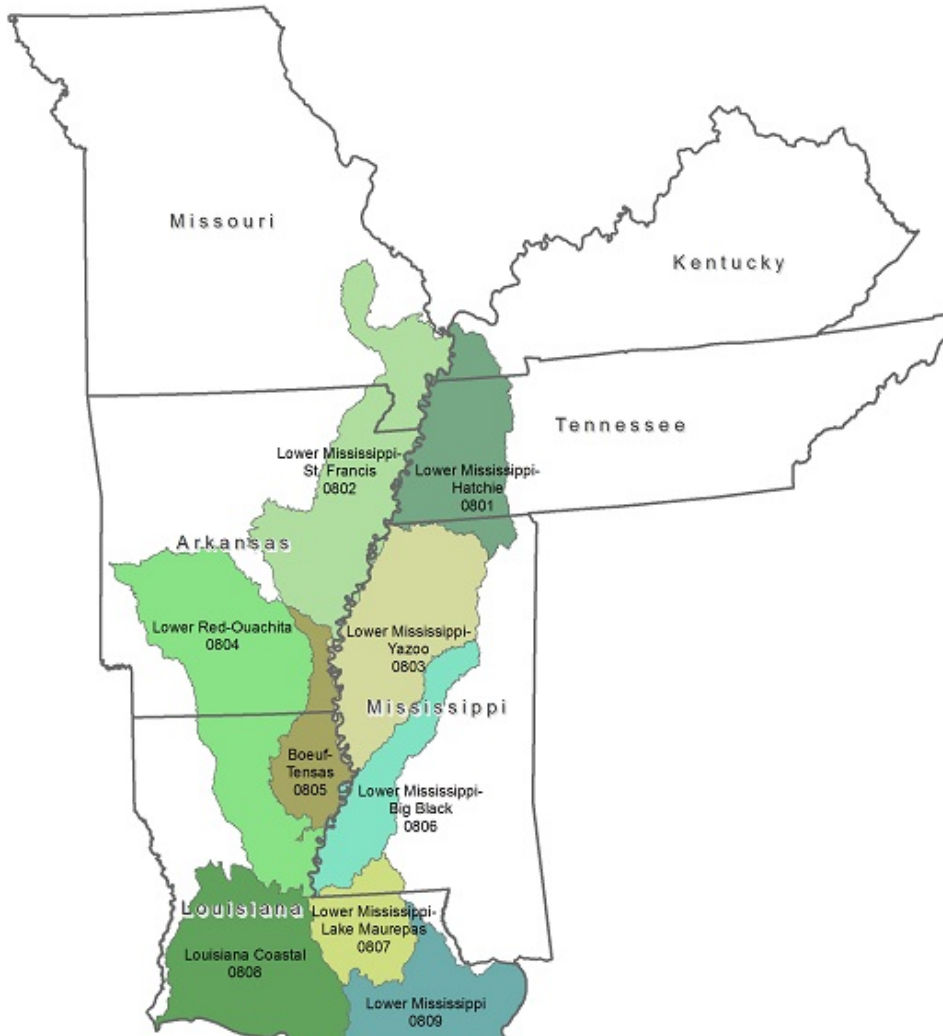 Missouri
Kentucky
Tennessee
Lower Mississippi-
St. Francis
0802
Lower Mississippi-
Hatchie
0801
Arkansas
Lower Red-Ouachita
0804
Lower Mississippi-
Yazoo
0803
Mississippi
Boeuf-
Tensas
0805
Lower Mississippi-
Big Black
0806
Louisiana
Lower Mississippi-
Lake Maurepas
0807
Louisiana Coastal
0808
Lower Mississippi
0809